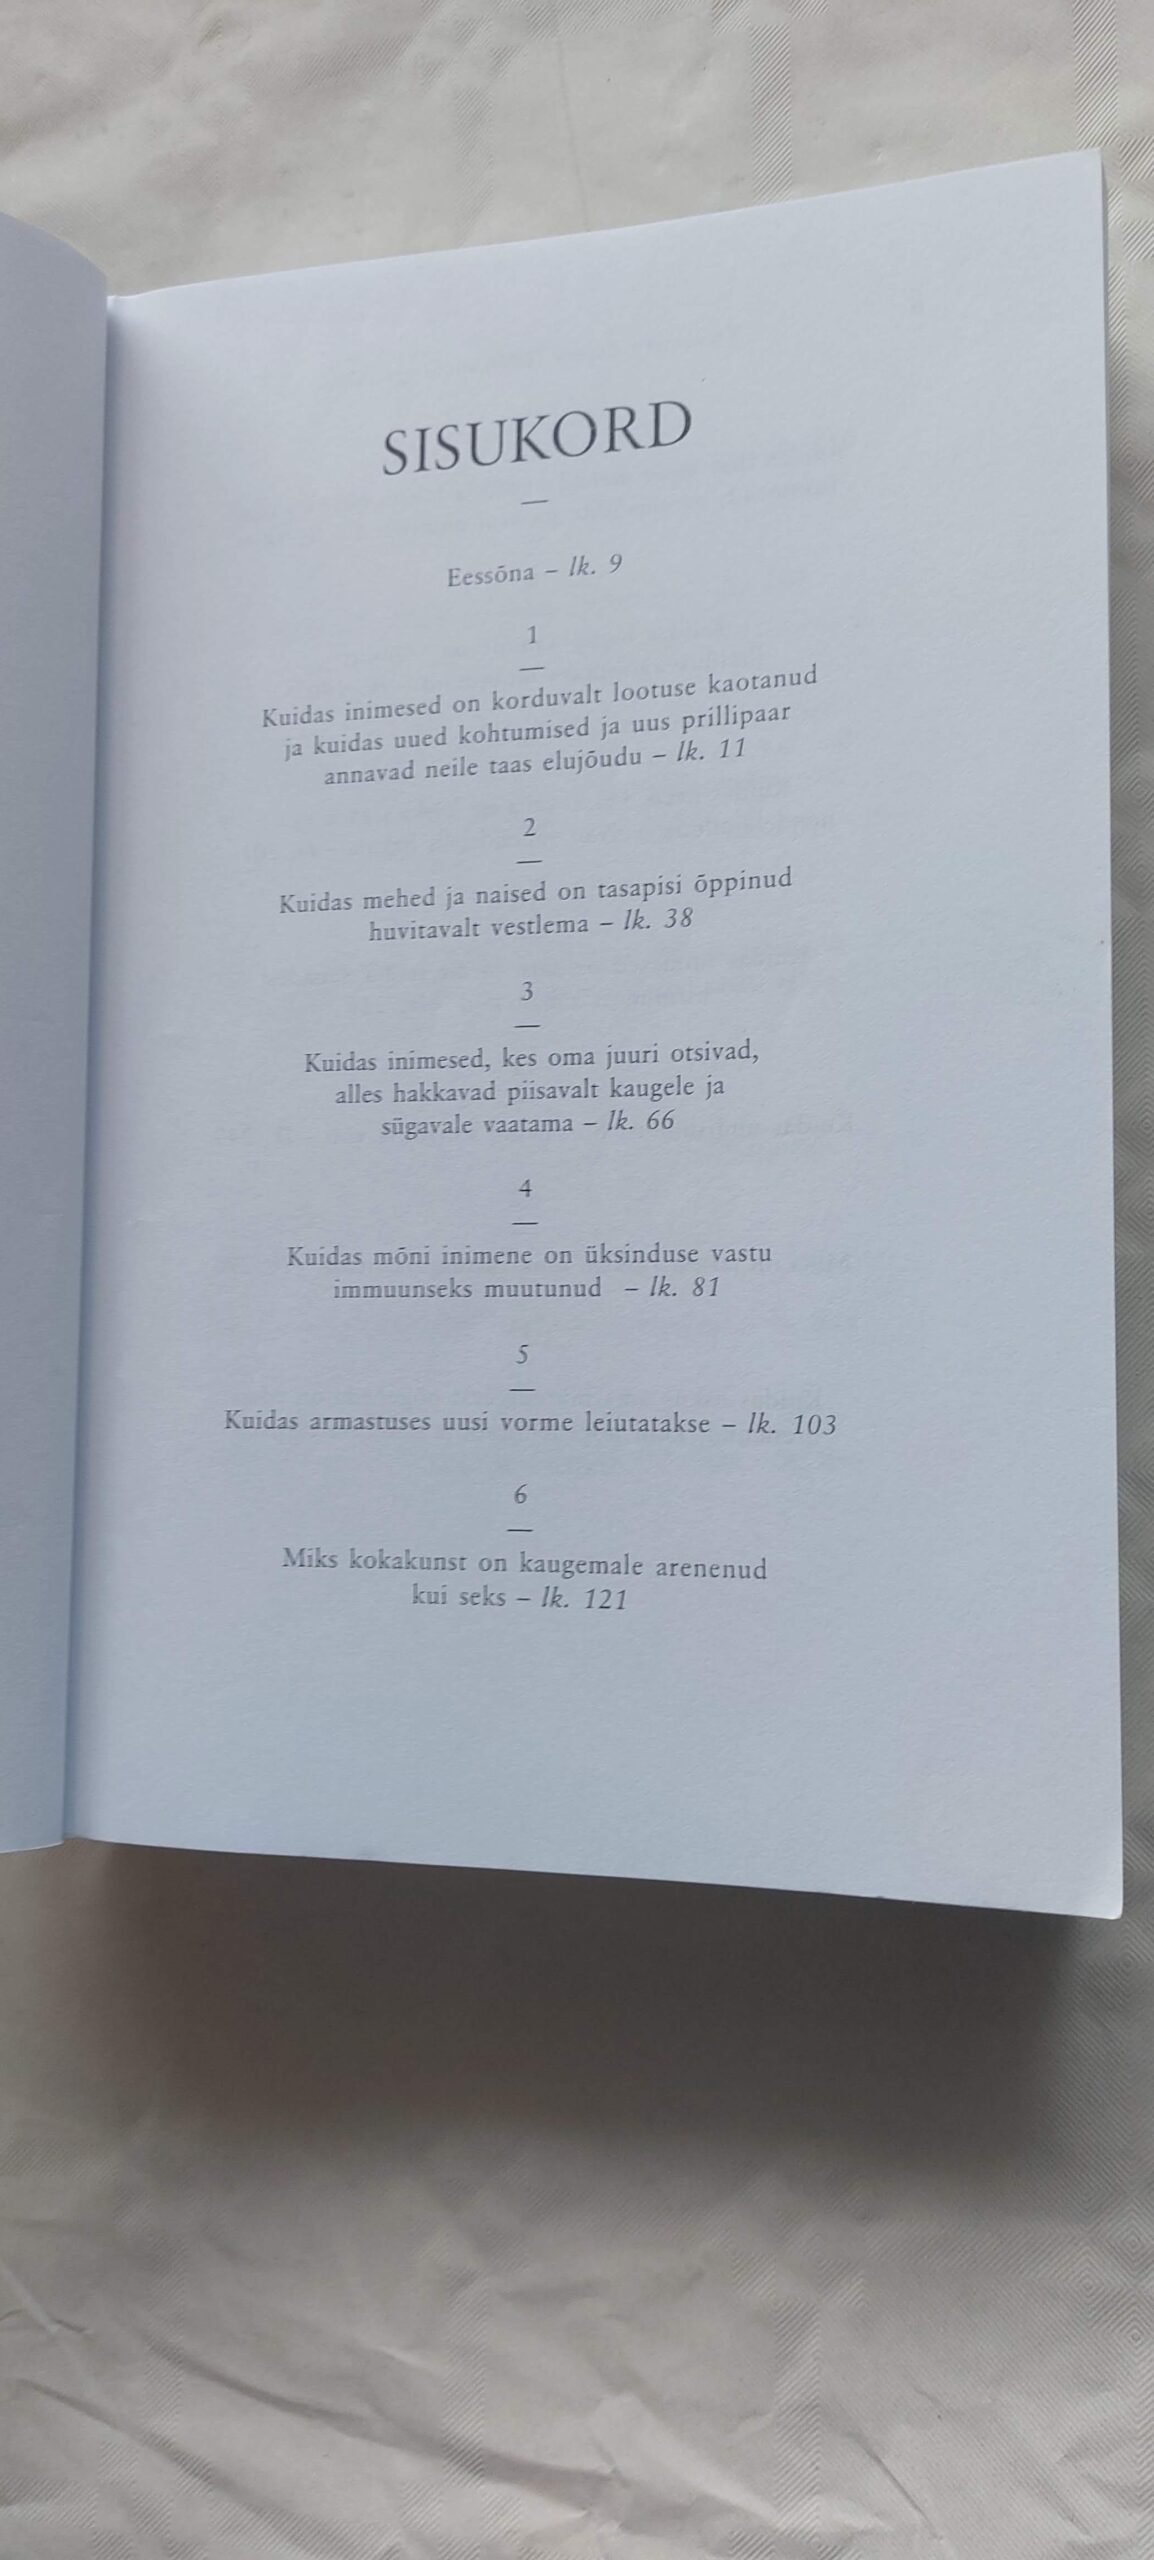 SISUKORD
—
Eessõna – lk. 9
1
—
Kuidas inimesed on korduvalt lootuse kaotanud
ja kuidas uued kohtumised ja uus prillipaar
annavad neile taas elujõudu – lk. 11
2
—
Kuidas mehed ja naised on tasapisi õppinud
huvitavalt vestlema – lk. 38
3
—
Kuidas inimesed, kes oma juuri otsivad,
alles hakkavad piisavalt kaugele ja
sügavale vaatama – lk. 66
4
—
Kuidas mõni inimene on üksinduse vastu
immuunseks muutunud – lk. 81
5
—
Kuidas armastuses uusi vorme leiutatakse – lk. 103
6
—
Miks kokakunst on kaugemale arenenud
kui seks – lk. 121